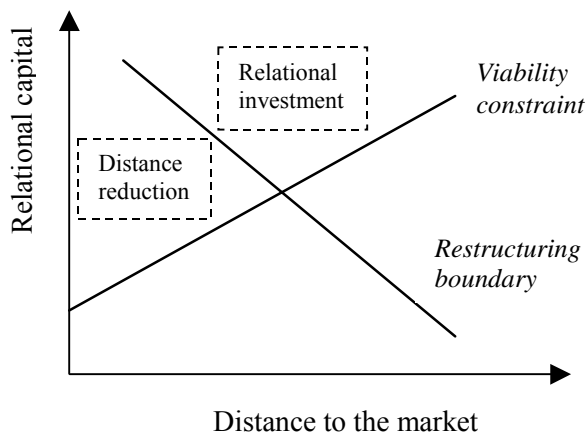 Relational capital
Relational
investment
Viability
constraint
Distance
reduction
Restructuring
boundary
Distance to the market